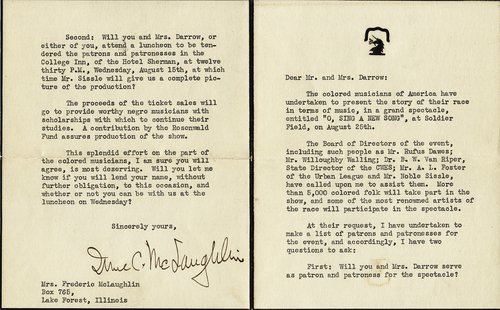 Dear Mr. and Mrs. Darrow:
The colored musicians of America have
undertaken to present the story of their race
in terms of music, in a grand spectacle,
entitled "O, SING A NEW SONG", at Soldier
Field, on August 25th.
The Board of Directors of the event,
including such people as Mr. Rufus Dawes;
Mr. Willoughby Walling; Dr. B. W. Van Riper,
State Director of the CWES; Mr. A. L. Foster
of the Urban League and Mr. Noble Sissle,
have called upon me to assist them. More
than 5,000 colored folk will take part in the
show, and some of the most renowned artists of
the race will participate in the spectacle.
At their request, I have undertaken to
make a list of patrons and patronesses for
the event, and accordingly, I have two
questions to ask:
First: Will you and Mrs. Darrow serve
as patron and patroness for the spectacle?
Second: Will you and Mrs. Darrow, or
either of you, attend a luncheon to be ten-
dered the patrons and patronesses in the
College Inn, of the Hotel Sherman, at twelve
thirty P.M., Wednesday, August 15th, at which
time Mr. Sissle will give us a complete pic-
ture of the production?
The proceeds of the ticket sales will
go to provide worthy negro musicians with
scholarships with which to continue their
studies. A contribution by the Rosenwald
Fund assures production of the show.
This splendid effort on the part of
the colored musicians, I am sure you will
agree, is most deserving. Will you let me
know if you will lend your name, without
further obligation, to this occasion, and
whether or not you can be with us at the
luncheon on Wednesday?
Sincerely yours,
Irene C. McLaughlin
Mrs. Frederic McLaughlin
Box 765,
Lake Forest, Illinois